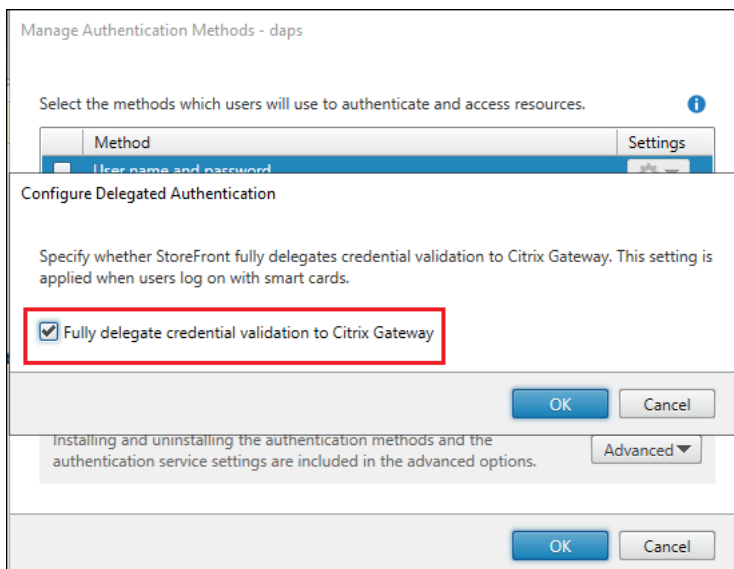 Manage Authentication Methods - daps
Select the methods which users will use to authenticate and access resources.
Method Settings
User name and password
Configure Delegated Authentication
Specify whether StoreFront fully delegates credential validation to Citrix Gateway. This setting is
applied when users log on with smart cards.
Fully delegate credential validation to Citrix Gateway
OK Cancel
Installing and uninstalling the authentication methods and the
authentication service settings are included in the advanced options.
Advanced
OK Cancel